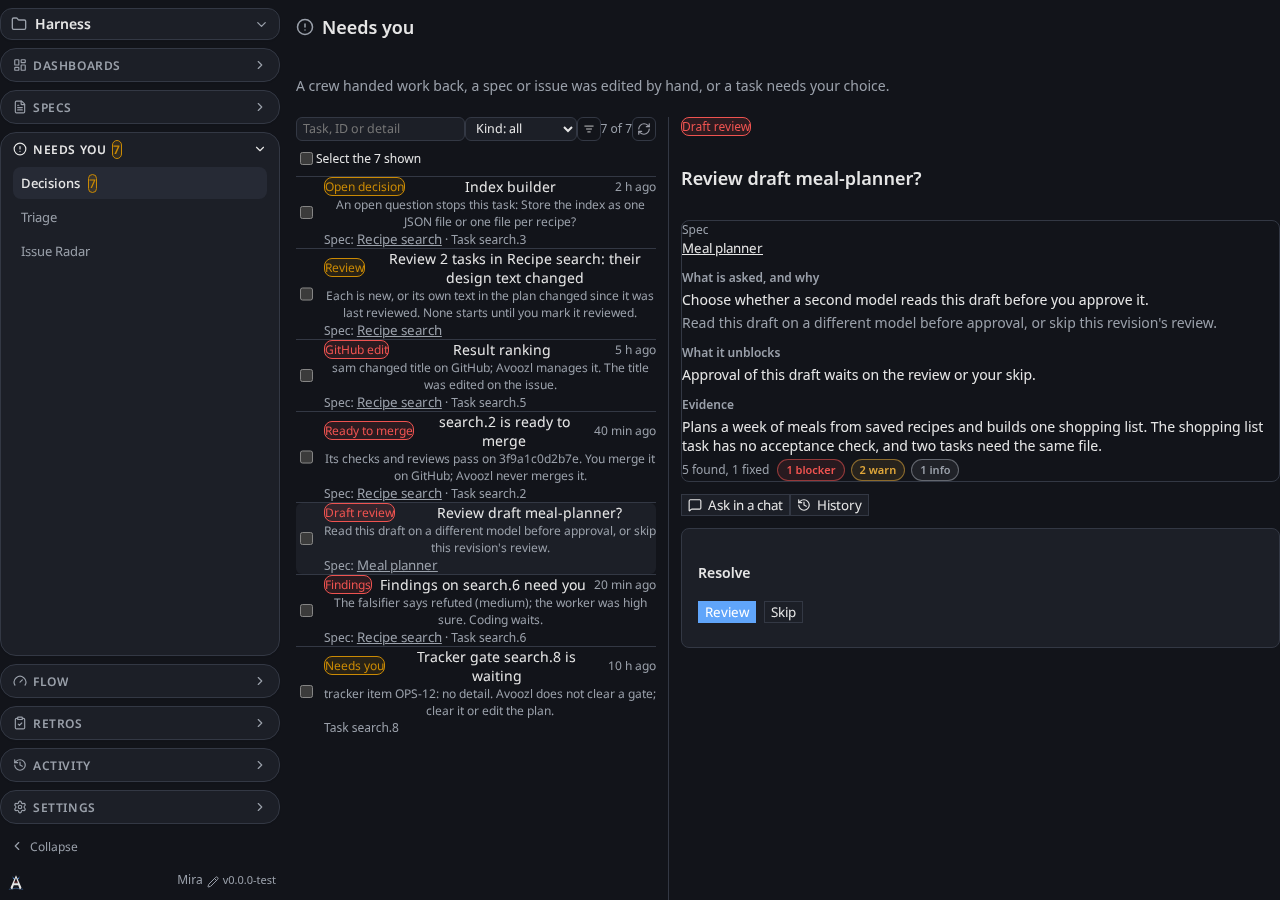 Harness
DASHBOARDS
SPECS
NEEDS YOU 7
Decisions 7
Triage
Issue Radar
FLOW
RETROS
ACTIVITY
SETTINGS
Collapse
A
Mira v0.0.0-test
Needs you
A crew handed work back, a spec or issue was edited by hand, or a task needs your choice.
Task, ID or detail Kind: all 7 of 7
Select the 7 shown
Open decision Index builder 2 h ago
An open question stops this task: Store the index as one
JSON file or one file per recipe?
Spec: Recipe search · Task search.3
Review Review 2 tasks in Recipe search: their
design text changed
Each is new, or its own text in the plan changed since it was
last reviewed. None starts until you mark it reviewed.
Spec: Recipe search
GitHub edit Result ranking 5 h ago
sam changed title on GitHub; Avoozl manages it. The title
was edited on the issue.
Spec: Recipe search · Task search.5
Ready to merge search.2 is ready to
merge 40 min ago
Its checks and reviews pass on 3f9a1c0d2b7e. You merge it
on GitHub; Avoozl never merges it.
Spec: Recipe search · Task search.2
Draft review Review draft meal-planner?
Read this draft on a different model before approval, or skip
this revision's review.
Spec: Meal planner
Findings Findings on search.6 need you 20 min ago
The falsifier says refuted (medium); the worker was high
sure. Coding waits.
Spec: Recipe search · Task search.6
Needs you Tracker gate search.8 is
waiting 10 h ago
tracker item OPS-12: no detail. Avoozl does not clear a gate;
clear it or edit the plan.
Task search.8
Draft review
Review draft meal-planner?
Spec
Meal planner
What is asked, and why
Choose whether a second model reads this draft before you approve it.
Read this draft on a different model before approval, or skip this revision's review.
What it unblocks
Approval of this draft waits on the review or your skip.
Evidence
Plans a week of meals from saved recipes and builds one shopping list. The shopping list
task has no acceptance check, and two tasks need the same file.
5 found, 1 fixed 1 blocker 2 warn 1 info
Ask in a chat History
Resolve
Review Skip